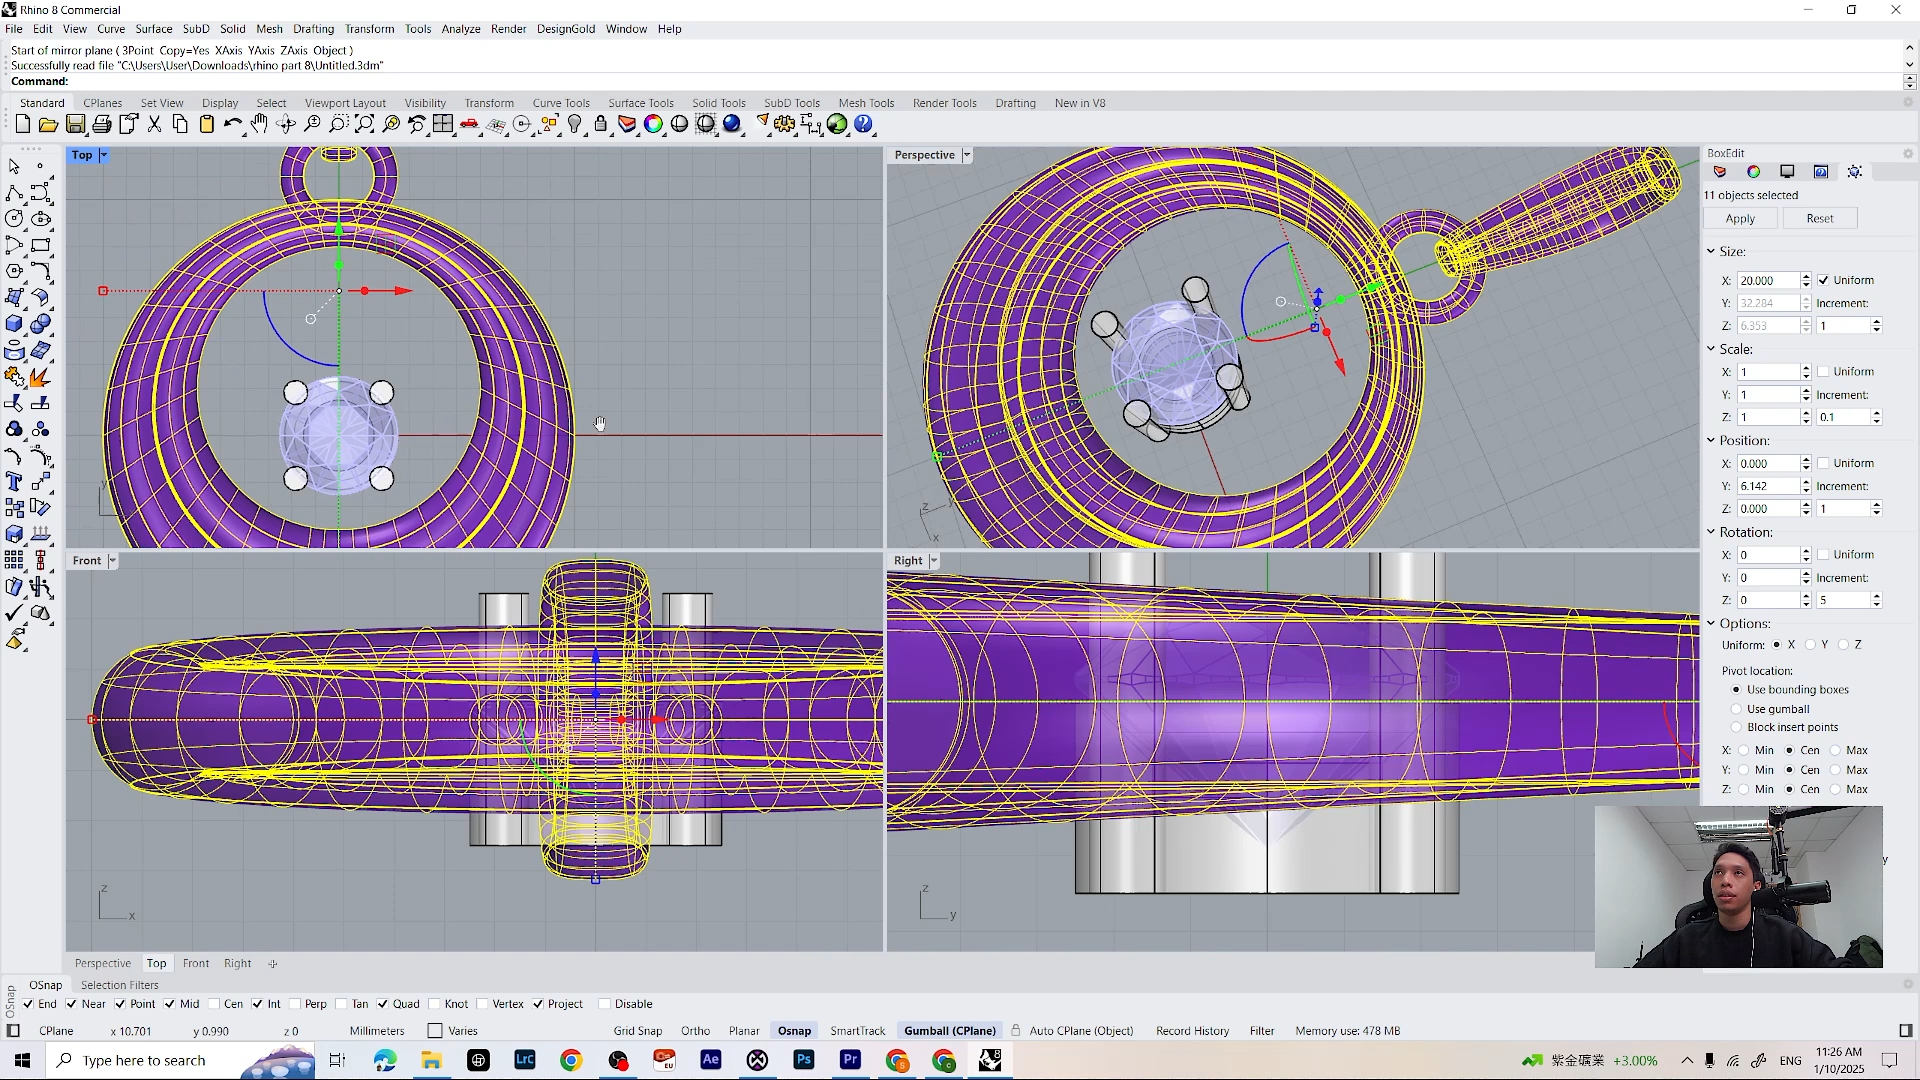 Rhino 8 Commercial
File Edit View Curve Surface SubD Solid Mesh Drafting Transform Tools Analyze Render DesignGold Window Help
Start of mirror plane ( 3Point Copy=Yes XAxis YAxis ZAxis Object )
Successfully read file "C:\Users\User\Downloads\rhino part 8\Untitled.3dm"
Command:
Standard CPlanes Set View Display Select Viewport Layout Visibility Transform Curve Tools Surface Tools Solid Tools SubD Tools Mesh Tools Render Tools Drafting New in V8
Top
Perspective
BoxEdit
11 objects selected
Apply Reset
Size:
X: 20.000 Uniform
Y: 32.284 Increment:
Z: 6.353 1
Scale:
X: 1 Uniform
Y: 1 Increment:
Z: 1 0.1
Position:
X: 0.000 Uniform
Y: 6.142 Increment:
Z: 0.000 1
Rotation:
X: 0 Uniform
Y: 0 Increment:
Z: 0 5
Options:
Uniform: X Y Z
Pivot location:
Use bounding boxes
Use gumball
Block insert points
X: Min Cen Max
Y: Min Cen Max
Z: Min Cen Max
y
z
x
Front
Right
z
x
z
y
Perspective Top Front Right
OSnap Selection Filters
OSnap
End Near Point Mid Cen Int Perp Tan Quad Knot Vertex Project Disable
CPlane x 10.701 y 0.990 z 0 Millimeters Varies Grid Snap Ortho Planar Osnap SmartTrack Gumball (CPlane) Auto CPlane (Object) Record History Filter Memory use: 478 MB
Type here to search
LrC
EU
Ae
Ps
Pr
紫金礦業 +3.00%
ENG
11:26 AM
1/10/2025